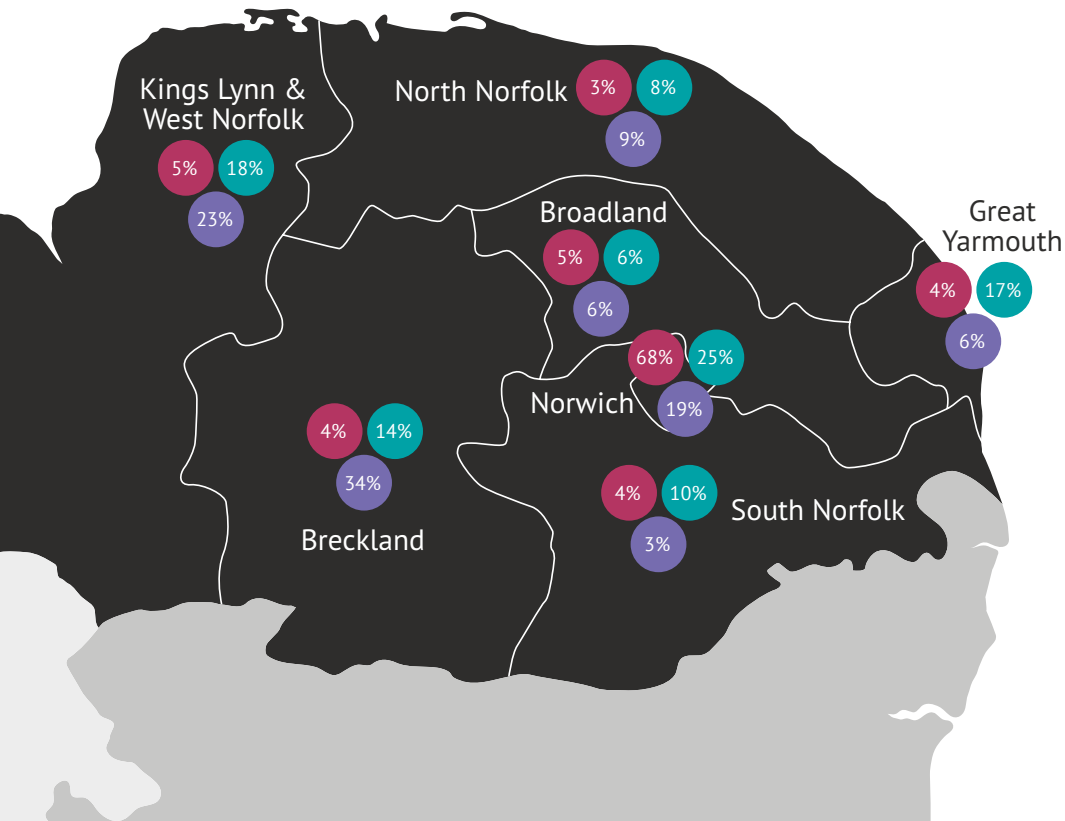 Kings Lynn &
West Norfolk
5% 18%
23%
North Norfolk 3% 8%
9%
Broadland
5% 6%
6%
Great
Yarmouth
4% 17%
6%
68% 25%
Norwich 19%
4% 14%
34%
Breckland
4% 10%
South Norfolk
3%